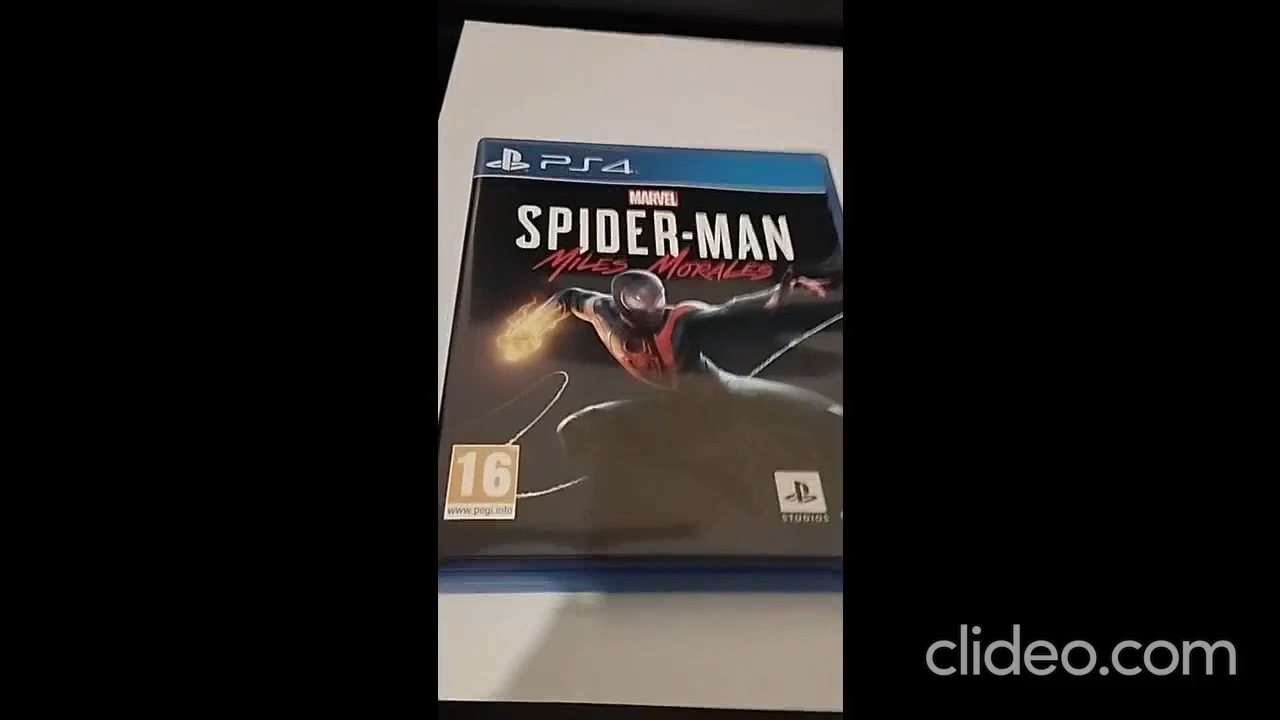 PS4
MARVEL
SPIDER-MAN
MILES MORALES
16
www.pegi.info
STUDIOS
clideo.com